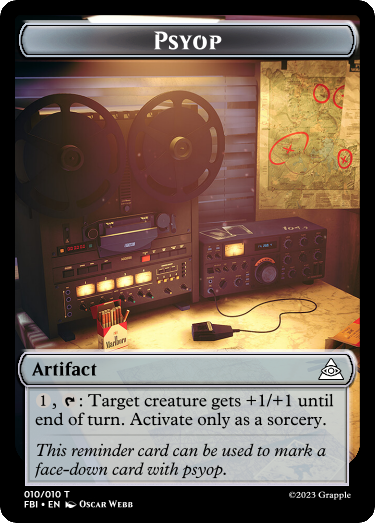 Psyop
Marlboro
Artifact
1, : Target creature gets +1/+1 until
end of turn. Activate only as a sorcery.
This reminder card can be used to mark a
face-down card with psyop.
010/010 T
FBI • EN Oscar Webb
©2023 Grapple